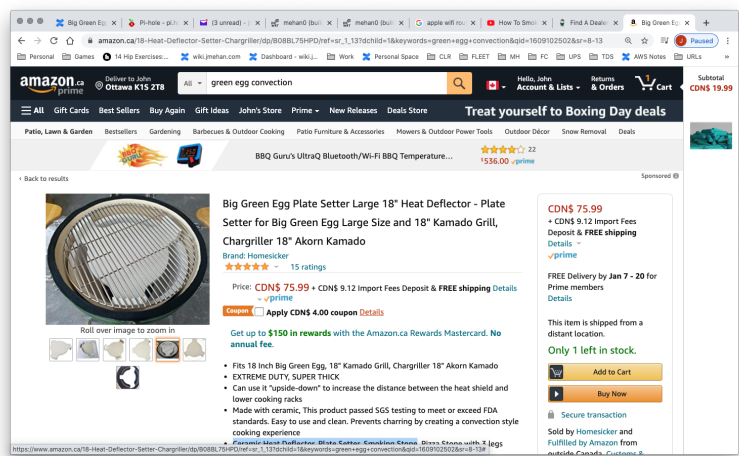 Big Green Egg
Pi-hole - pi.h
(3 unread) - j
mehan0 (buil
mehan0 (buil
apple wifi rou
How To Smok
Find A Dealer
Big Green Eg
amazon.ca/18-Heat-Deflector-Setter-Chargriller/dp/B08BL75HPD/ref=sr_1_13?dchild=1&keywords=green+egg+convection&qid=1609102502&sr=8-13
J Paused
Personal Games 14 Hip Exercises:... wiki.jmehan.com Dashboard - wiki.j... Work Personal Space CLR FLEET MH FC UPS TDS AWS Notes URLs »
amazon.ca
prime
Deliver to John
Ottawa K1S 2T8
All
green egg convection
Hello, John
Account & Lists
Returns
& Orders
1
Cart
Subtotal
CDN$ 19.99
All Gift Cards Best Sellers Buy Again Gift Ideas John's Store Prime New Releases Deals Store
Treat yourself to Boxing Day deals
Patio, Lawn & Garden Bestsellers Gardening Barbecues & Outdoor Cooking Patio Furniture & Accessories Mowers & Outdoor Power Tools Outdoor Décor Snow Removal Deals
BBQ GURU
BBQ Guru's UltraQ Bluetooth/Wi-Fi BBQ Temperature...
22
$536.00 prime
‹ Back to results
Sponsored
Big Green Egg Plate Setter Large 18" Heat Deflector - Plate
Setter for Big Green Egg Large Size and 18" Kamado Grill,
Chargriller 18" Akorn Kamado
Brand: Homesicker
15 ratings
Price: CDN$ 75.99 + CDN$ 9.12 Import Fees Deposit & FREE shipping Details
prime
Coupon Apply CDN$ 4.00 coupon Details
Get up to $150 in rewards with the Amazon.ca Rewards Mastercard. No
annual fee.
• Fits 18 Inch Big Green Egg, 18" Kamado Grill, Chargriller 18" Akorn Kamado
• EXTREME DUTY, SUPER THICK
• Can use it "upside-down" to increase the distance between the heat shield and
lower cooking racks
• Made with ceramic, This product passed SGS testing to meet or exceed FDA
standards. Easy to use and clean. Prevents charring by creating a convection style
cooking experience
• Ceramic Heat Deflector, Plate Setter, Smoking Stone, Pizza Stone with 3 legs
Roll over image to zoom in
CDN$ 75.99
+ CDN$ 9.12 Import Fees
Deposit & FREE shipping
Details
prime
FREE Delivery by Jan 7 - 20 for
Prime members
Details
This item is shipped from a
distant location.
Only 1 left in stock.
Add to Cart
Buy Now
Secure transaction
Sold by Homesicker and
Fulfilled by Amazon from
outside Canada. Customs &
https://www.amazon.ca/18-Heat-Deflector-Setter-Chargriller/dp/B08BL75HPD/ref=sr_1_13?dchild=1&keywords=green+egg+convection&qid=1609102502&sr=8-13#